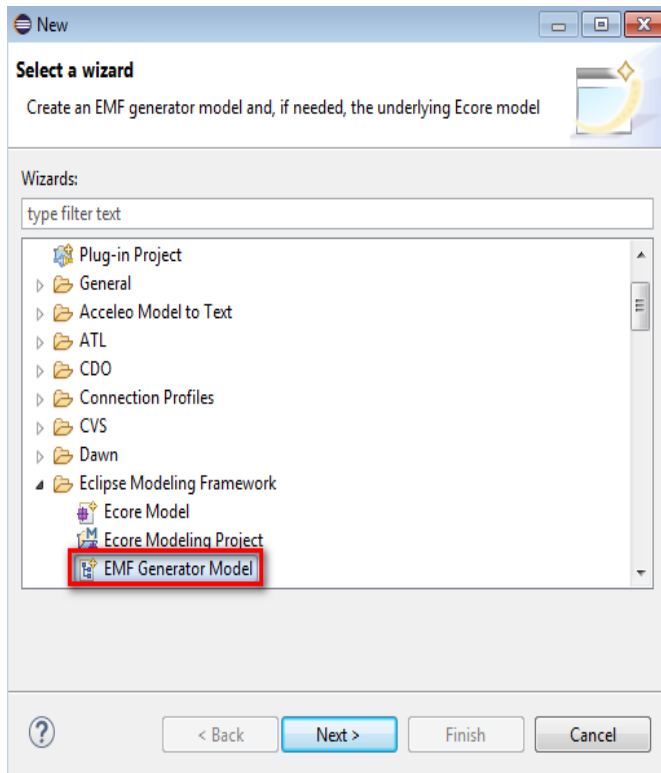 New
Select a wizard
Create an EMF generator model and, if needed, the underlying Ecore model
Wizards:
type filter text
Plug-in Project
General
Acceleo Model to Text
ATL
CDO
Connection Profiles
CVS
Dawn
Eclipse Modeling Framework
Ecore Model
Ecore Modeling Project
EMF Generator Model
?
< Back Next > Finish Cancel